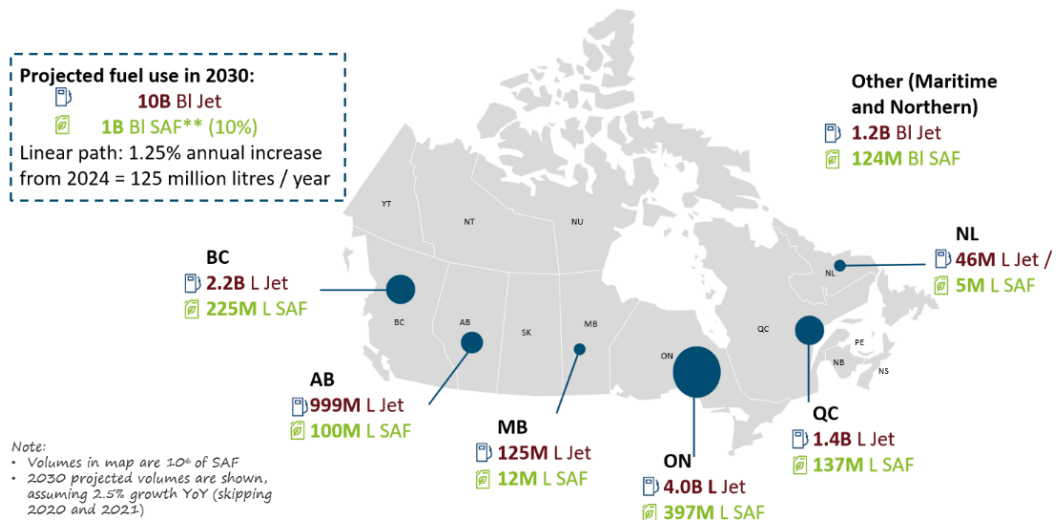 Projected fuel use in 2030:
10B Bl Jet
1B Bl SAF** (10%)
Linear path: 1.25% annual increase
from 2024 = 125 million litres / year
Other (Maritime
and Northern)
1.2B Bl Jet
124M Bl SAF
YT
NT
NU
BC
2.2B L Jet
225M L SAF
NL
46M L Jet /
5M L SAF
NL
BC
AB
SK
MB
ON
QC
PE
NB
NS
AB
999M L Jet
100M L SAF
MB
125M L Jet
12M L SAF
ON
4.0B L Jet
397M L SAF
QC
1.4B L Jet
137M L SAF
Note:
• Volumes in map are 10⁶ of SAF
• 2030 projected volumes are shown,
assuming 2.5% growth YoY (skipping
2020 and 2021)